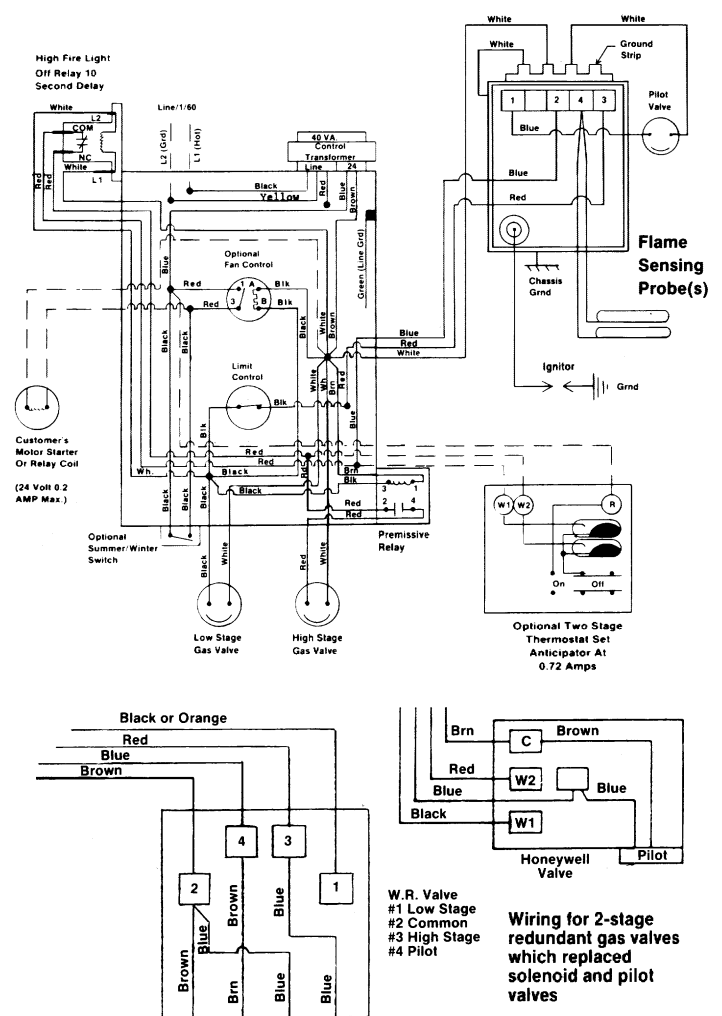 White
White
High Fire Light
Off Relay 10
Second Delay
White
Ground
Strip
White
L2
COM
NC
White
L1
Red
Red
Line/1/60
L2 (Grd)
L1 (Hot)
40 VA.
Control
Transformer
Line
24
Black
Yellow
Red
Blue
Brown
Green (Line Grd)
1
2
4
3
Pilot
Valve
Blue
Blue
Red
Flame
Sensing
Probe(s)
Chassis
Grnd
Blue
Optional
Fan Control
Red
1
A
Blk
Red
3
B
Blk
Black
White
Brown
Black
Black
Blue
Red
White
Ignitor
Grnd
Limit
Control
Blk
Blk
White
Wh
Brn
Red
Blue
Customer's
Motor Starter
Or Relay Coil
(24 Volt 0.2
AMP Max.)
Red
Red
Wh.
Black
Black
Red
Brn
Blk
3
1
2
4
Red
Red
Premissive
Relay
Black
Black
Black
Optional
Summer/Winter
Switch
Black
White
Red
White
Low Stage
Gas Valve
High Stage
Gas Valve
W1
W2
R
On
Off
Optional Two Stage
Thermostat Set
Anticipator At
0.72 Amps
Black or Orange
Red
Blue
Brown
4
3
2
1
Brown
Blue
Blue
Brown
Brn
Blue
Blue
Brn
C
Brown
Red
W2
Blue
Blue
Black
W1
Honeywell
Valve
Pilot
W.R. Valve
#1 Low Stage
#2 Common
#3 High Stage
#4 Pilot
Wiring for 2-stage
redundant gas valves
which replaced
solenoid and pilot
valves